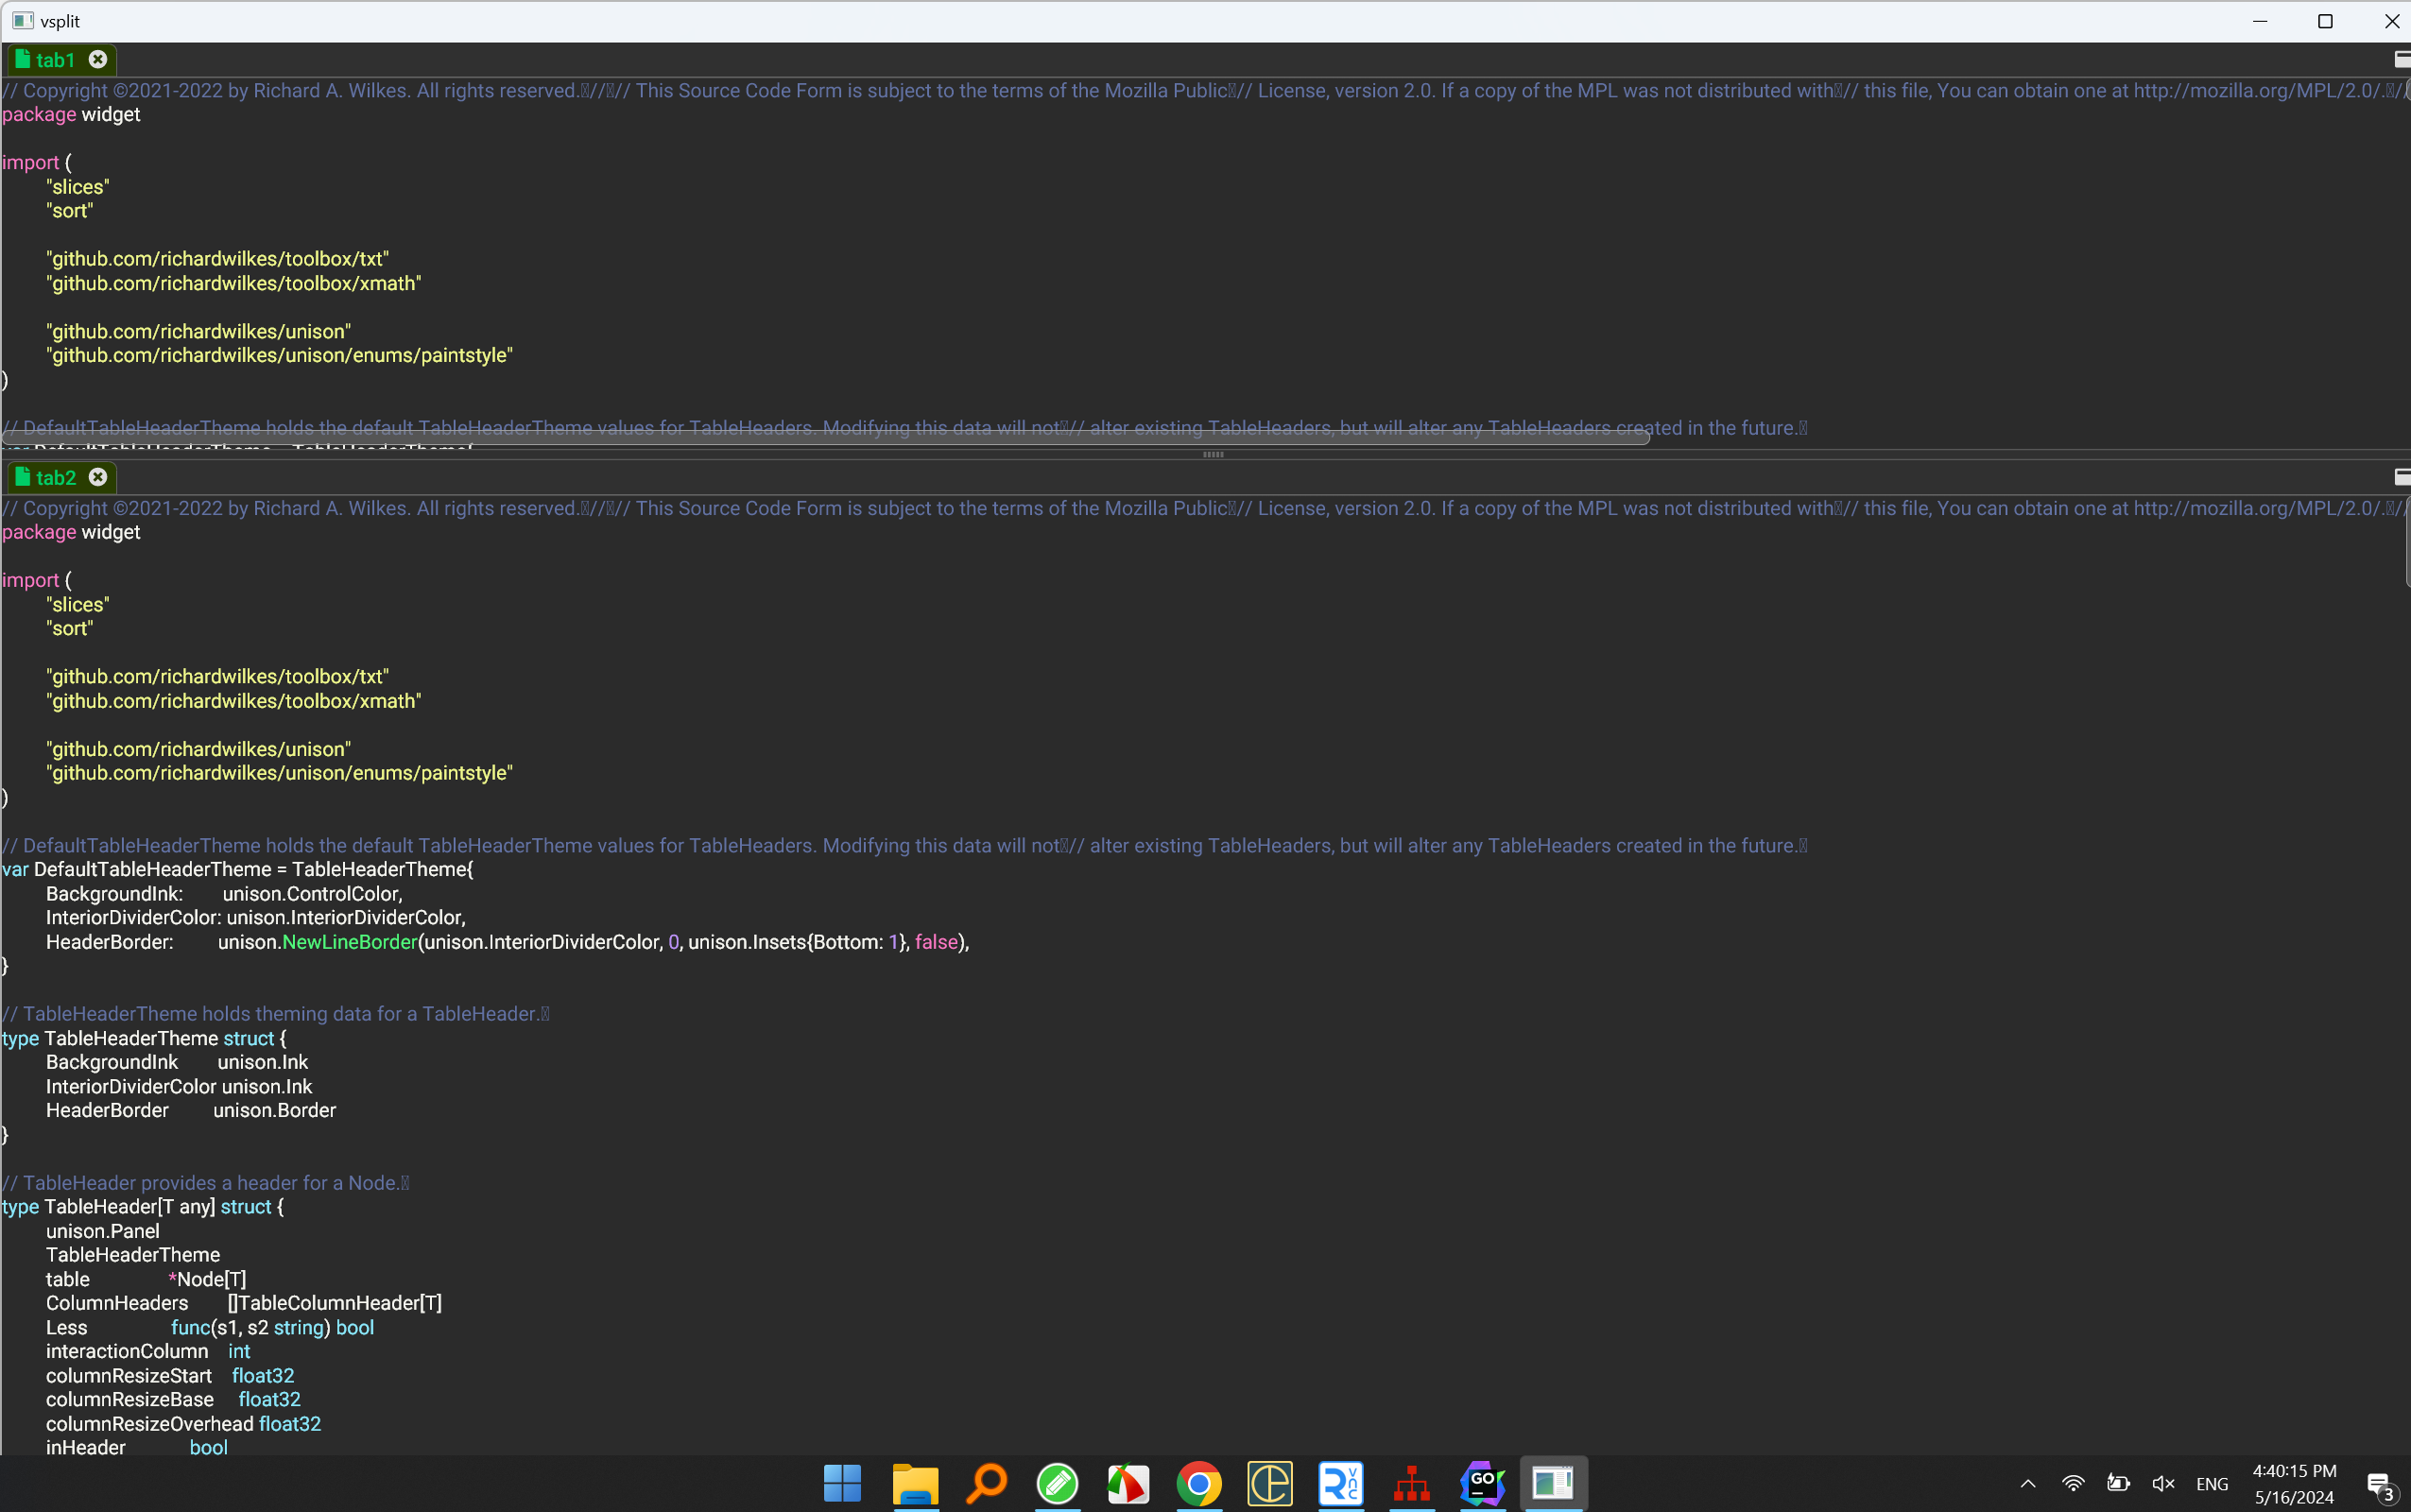 vsplit
tab1
// Copyright ©2021-2022 by Richard A. Wilkes. All rights reserved.▯//▯// This Source Code Form is subject to the terms of the Mozilla Public▯// License, version 2.0. If a copy of the MPL was not distributed with▯// this file, You can obtain one at http://mozilla.org/MPL/2.0/.▯//
package widget
import (
"slices"
"sort"
"github.com/richardwilkes/toolbox/txt"
"github.com/richardwilkes/toolbox/xmath"
"github.com/richardwilkes/unison"
"github.com/richardwilkes/unison/enums/paintstyle"
)
// DefaultTableHeaderTheme holds the default TableHeaderTheme values for TableHeaders. Modifying this data will not▯// alter existing TableHeaders, but will alter any TableHeaders created in the future.▯
var DefaultTableHeaderTheme = TableHeaderTheme{
tab2
// Copyright ©2021-2022 by Richard A. Wilkes. All rights reserved.▯//▯// This Source Code Form is subject to the terms of the Mozilla Public▯// License, version 2.0. If a copy of the MPL was not distributed with▯// this file, You can obtain one at http://mozilla.org/MPL/2.0/.▯//
package widget
import (
"slices"
"sort"
"github.com/richardwilkes/toolbox/txt"
"github.com/richardwilkes/toolbox/xmath"
"github.com/richardwilkes/unison"
"github.com/richardwilkes/unison/enums/paintstyle"
)
// DefaultTableHeaderTheme holds the default TableHeaderTheme values for TableHeaders. Modifying this data will not▯// alter existing TableHeaders, but will alter any TableHeaders created in the future.▯
var DefaultTableHeaderTheme = TableHeaderTheme{
BackgroundInk: unison.ControlColor,
InteriorDividerColor: unison.InteriorDividerColor,
HeaderBorder: unison.NewLineBorder(unison.InteriorDividerColor, 0, unison.Insets{Bottom: 1}, false),
}
// TableHeaderTheme holds theming data for a TableHeader.▯
type TableHeaderTheme struct {
BackgroundInk unison.Ink
InteriorDividerColor unison.Ink
HeaderBorder unison.Border
}
// TableHeader provides a header for a Node.▯
type TableHeader[T any] struct {
unison.Panel
TableHeaderTheme
table *Node[T]
ColumnHeaders []TableColumnHeader[T]
Less func(s1, s2 string) bool
interactionColumn int
columnResizeStart float32
columnResizeBase float32
columnResizeOverhead float32
inHeader bool
GO
ENG
4:40:15 PM
5/16/2024
3